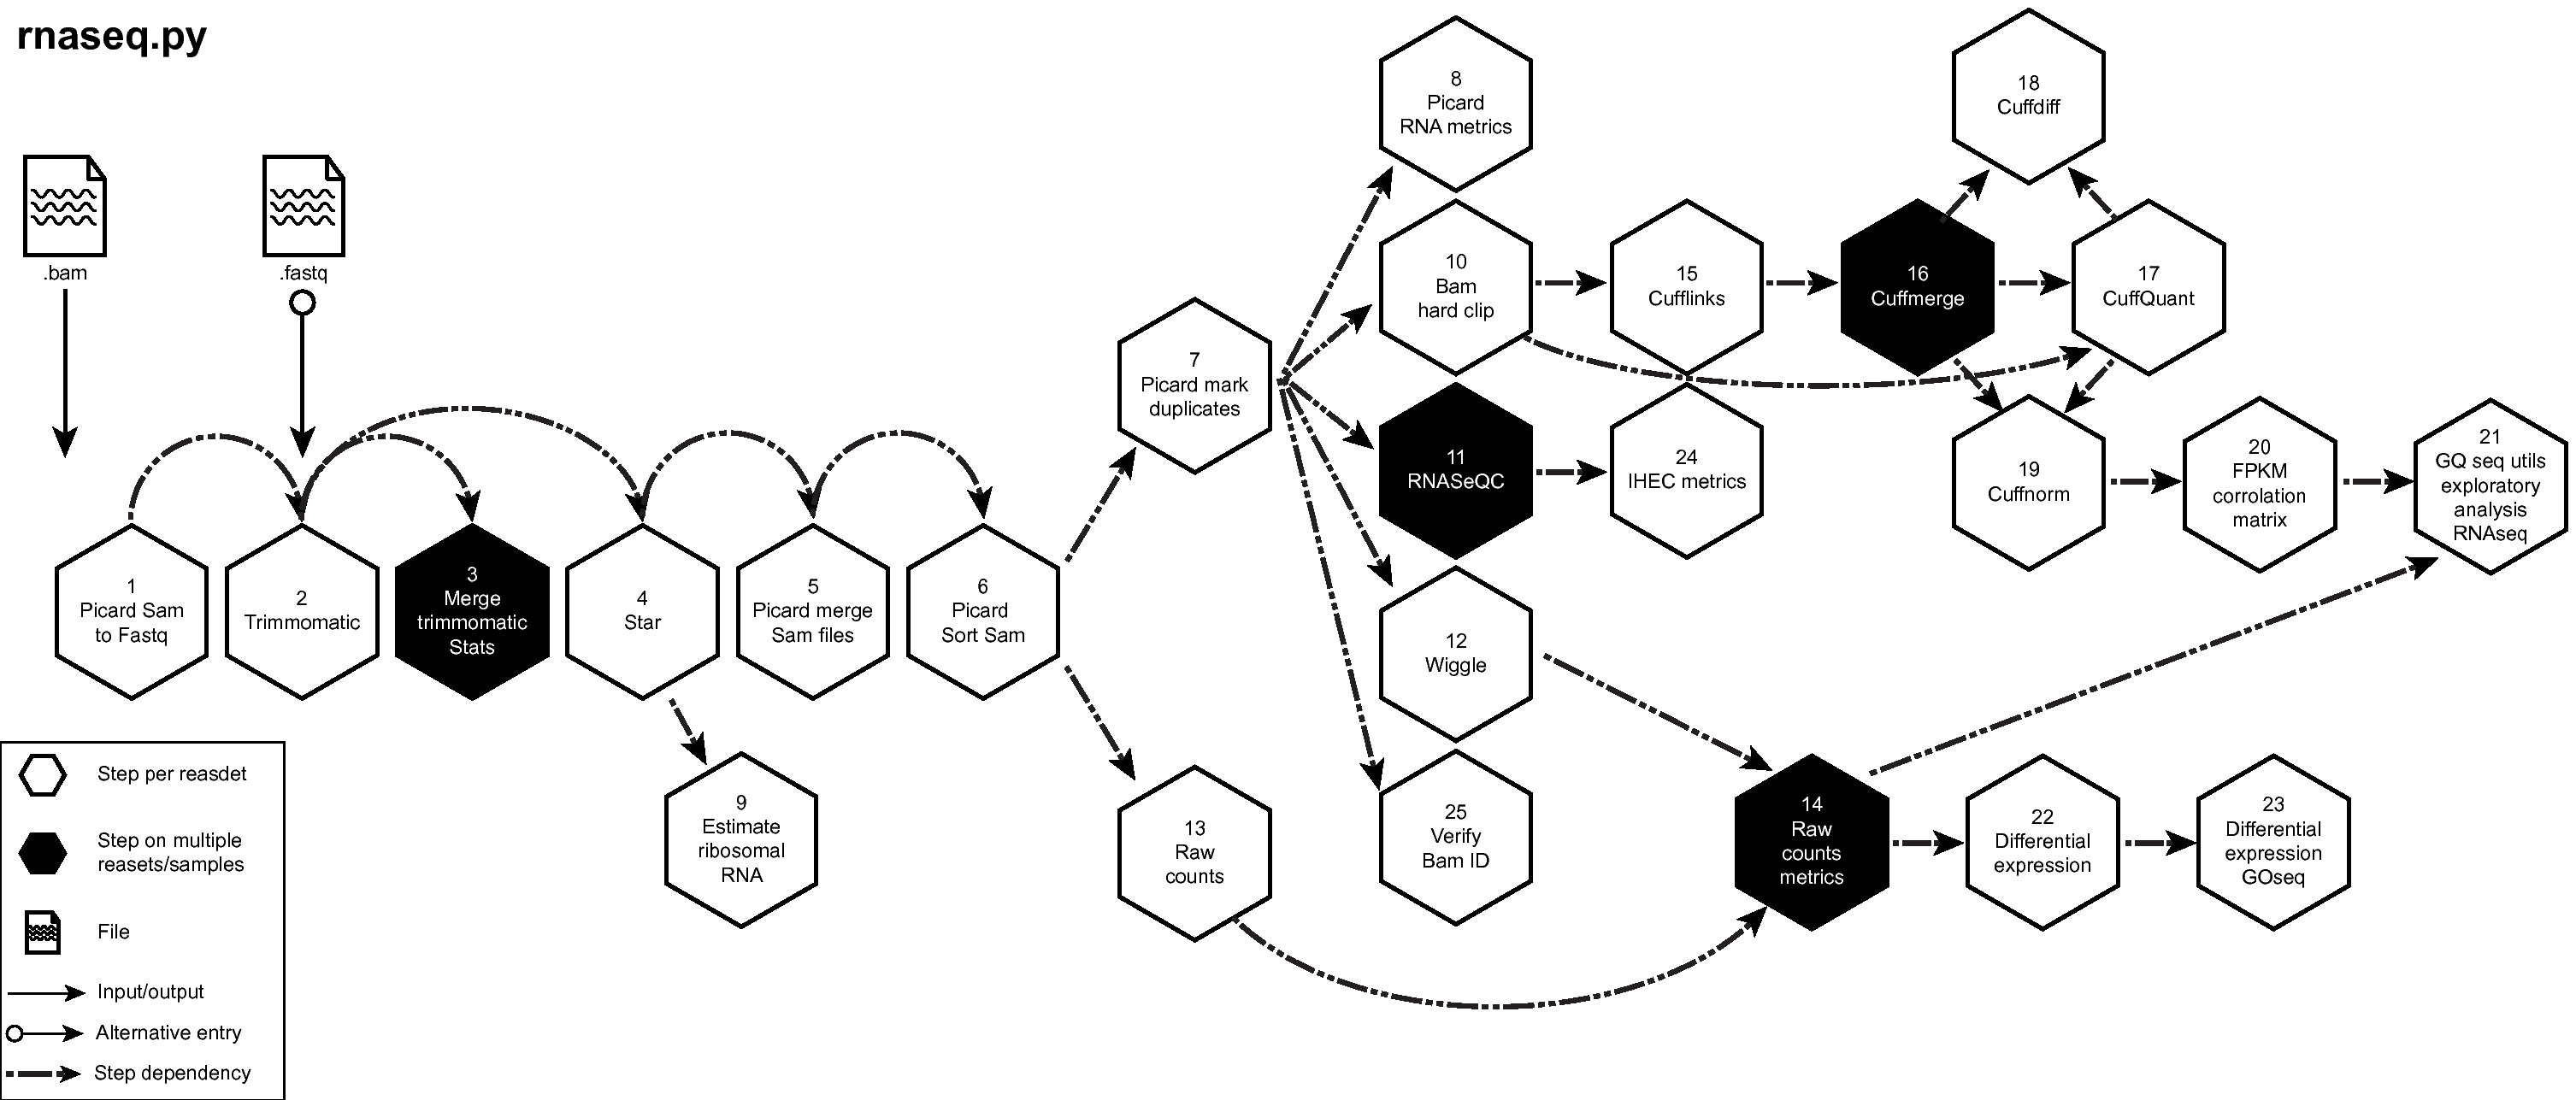 rnaseq.py
.bam
.fastq
1
Picard Sam
to Fastq
2
Trimmomatic
3
Merge
trimmomatic
Stats
4
Star
5
Picard merge
Sam files
6
Picard
Sort Sam
7
Picard mark
duplicates
8
Picard
RNA metrics
9
Estimate
ribosomal
RNA
10
Bam
hard clip
11
RNASeQC
12
Wiggle
13
Raw
counts
14
Raw
counts
metrics
15
Cufflinks
16
Cuffmerge
17
CuffQuant
18
Cuffdiff
19
Cuffnorm
20
FPKM
corrolation
matrix
21
GQ seq utils
exploratory
analysis
RNAseq
22
Differential
expression
23
Differential
expression
GOseq
24
IHEC metrics
25
Verify
Bam ID
Step per reasdet
Step on multiple
reasets/samples
File
Input/output
Alternative entry
Step dependency